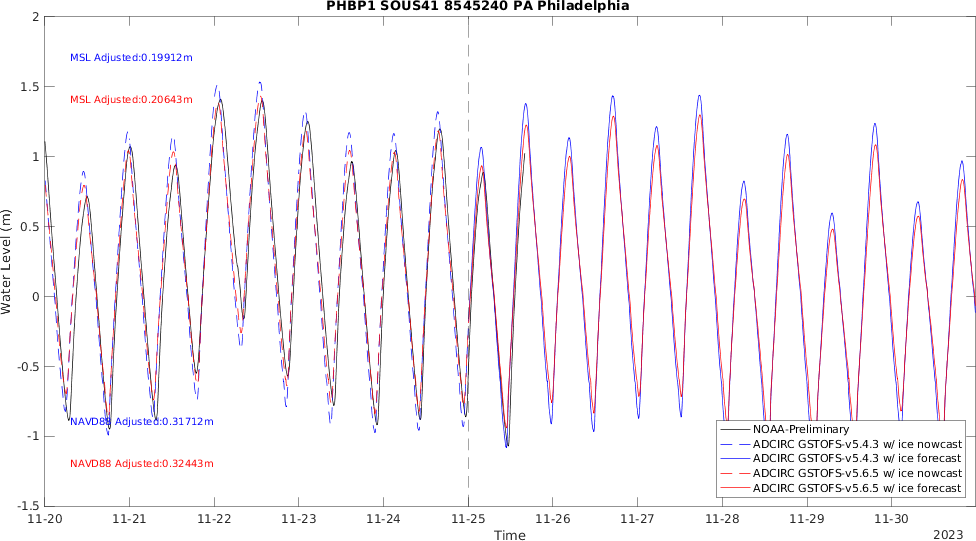 PHBP1 SOUS41 8545240 PA Philadelphia
2
1.5
1
0.5
0
-0.5
-1
-1.5
Water Level (m)
MSL Adjusted:0.19912m
MSL Adjusted:0.20643m
NAVD88 Adjusted:0.31712m
NAVD88 Adjusted:0.32443m
NOAA-Preliminary
ADCIRC GSTOFS-v5.4.3 w/ ice nowcast
ADCIRC GSTOFS-v5.4.3 w/ ice forecast
ADCIRC GSTOFS-v5.6.5 w/ ice nowcast
ADCIRC GSTOFS-v5.6.5 w/ ice forecast
11-20 11-21 11-22 11-23 11-24 11-25 11-26 11-27 11-28 11-29 11-30
Time
2023